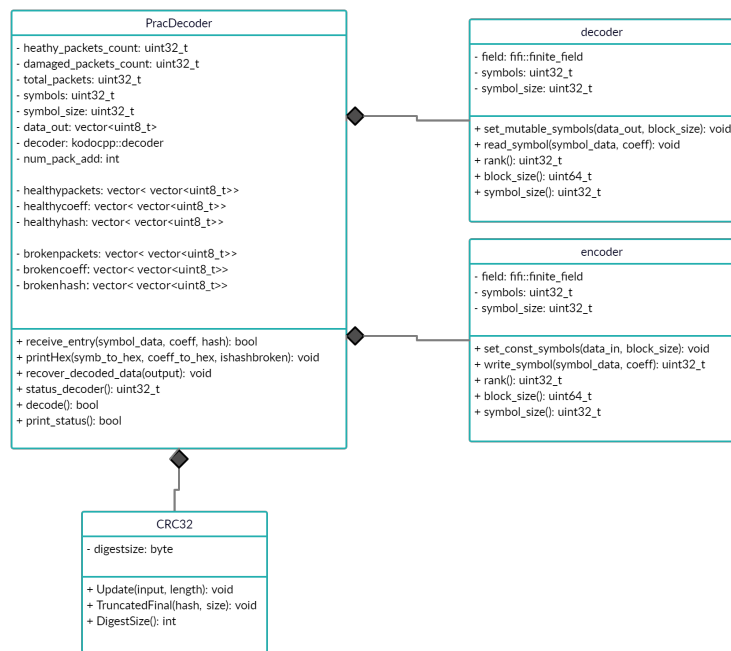 PracDecoder
- heathy_packets_count: uint32_t
- damaged_packets_count: uint32_t
- total_packets: uint32_t
- symbols: uint32_t
- symbol_size: uint32_t
- data_out: vector<uint8_t>
- decoder: kodocpp::decoder
- num_pack_add: int
- healthypackets: vector< vector<uint8_t>>
- healthycoeff: vector< vector<uint8_t>>
- healthyhash: vector< vector<uint8_t>>
- brokenpackets: vector< vector<uint8_t>>
- brokencoeff: vector< vector<uint8_t>>
- brokenhash: vector< vector<uint8_t>>
+ receive_entry(symbol_data, coeff, hash): bool
+ printHex(symb_to_hex, coeff_to_hex, ishashbroken): void
+ recover_decoded_data(output): void
+ status_decoder(): uint32_t
+ decode(): bool
+ print_status(): bool
decoder
- field: fifi::finite_field
- symbols: uint32_t
- symbol_size: uint32_t
+ set_mutable_symbols(data_out, block_size): void
+ read_symbol(symbol_data, coeff): void
+ rank(): uint32_t
+ block_size(): uint64_t
+ symbol_size(): uint32_t
encoder
- field: fifi::finite_field
- symbols: uint32_t
- symbol_size: uint32_t
+ set_const_symbols(data_in, block_size): void
+ write_symbol(symbol_data, coeff): uint32_t
+ rank(): uint32_t
+ block_size(): uint64_t
+ symbol_size(): uint32_t
CRC32
- digestsize: byte
+ Update(input, length): void
+ TruncatedFinal(hash, size): void
+ DigestSize(): int